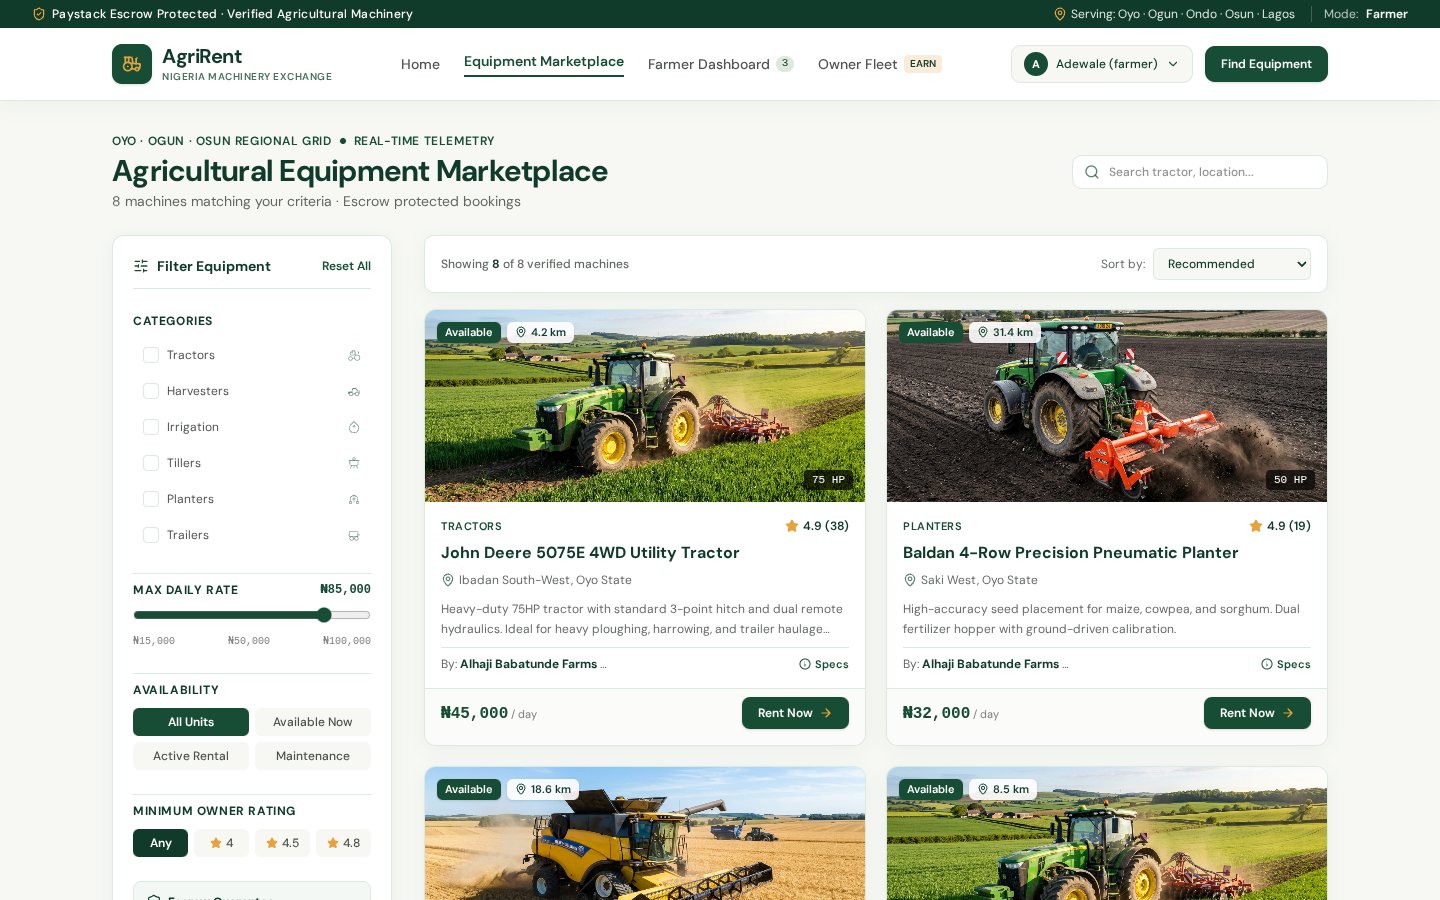 Paystack Escrow Protected · Verified Agricultural Machinery
Serving: Oyo · Ogun · Ondo · Osun · Lagos
Mode: Farmer
AgriRent
NIGERIA MACHINERY EXCHANGE
Home
Equipment Marketplace
Farmer Dashboard 3
Owner Fleet EARN
A Adewale (farmer)
Find Equipment
OYO · OGUN · OSUN REGIONAL GRID ● REAL-TIME TELEMETRY
Agricultural Equipment Marketplace
8 machines matching your criteria · Escrow protected bookings
Search tractor, location...
Filter Equipment
Reset All
CATEGORIES
Tractors
Harvesters
Irrigation
Tillers
Planters
Trailers
MAX DAILY RATE ₦85,000
₦15,000 ₦50,000 ₦100,000
AVAILABILITY
All Units
Available Now
Active Rental
Maintenance
MINIMUM OWNER RATING
Any
4
4.5
4.8
Showing 8 of 8 verified machines
Sort by: Recommended
Available
4.2 km
75 HP
TRACTORS
4.9 (38)
John Deere 5075E 4WD Utility Tractor
Ibadan South-West, Oyo State
Heavy-duty 75HP tractor with standard 3-point hitch and dual remote
hydraulics. Ideal for heavy ploughing, harrowing, and trailer haulage...
By: Alhaji Babatunde Farms ...
Specs
₦45,000 / day
Rent Now
Available
31.4 km
50 HP
PLANTERS
4.9 (19)
Baldan 4-Row Precision Pneumatic Planter
Saki West, Oyo State
High-accuracy seed placement for maize, cowpea, and sorghum. Dual
fertilizer hopper with ground-driven calibration.
By: Alhaji Babatunde Farms ...
Specs
₦32,000 / day
Rent Now
Available
18.6 km
Available
8.5 km